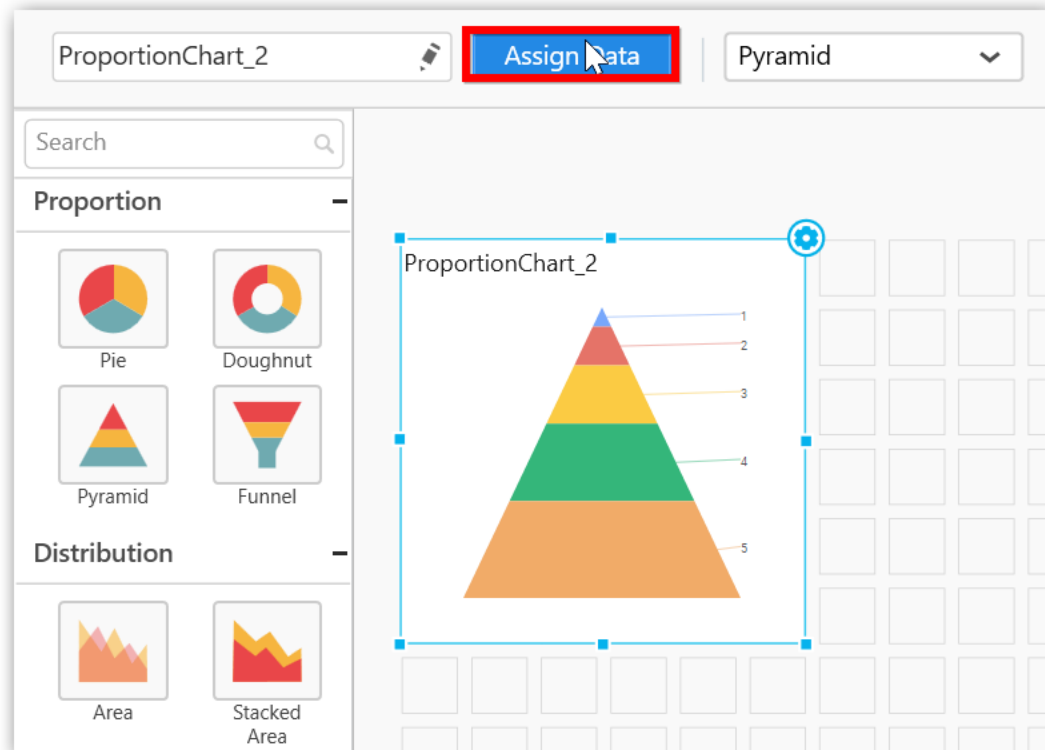 ProportionChart_2
Assign Data
Pyramid
Search
Proportion
Pie
Doughnut
Pyramid
Funnel
Distribution
Area
Stacked
Area
ProportionChart_2
1
2
3
4
5